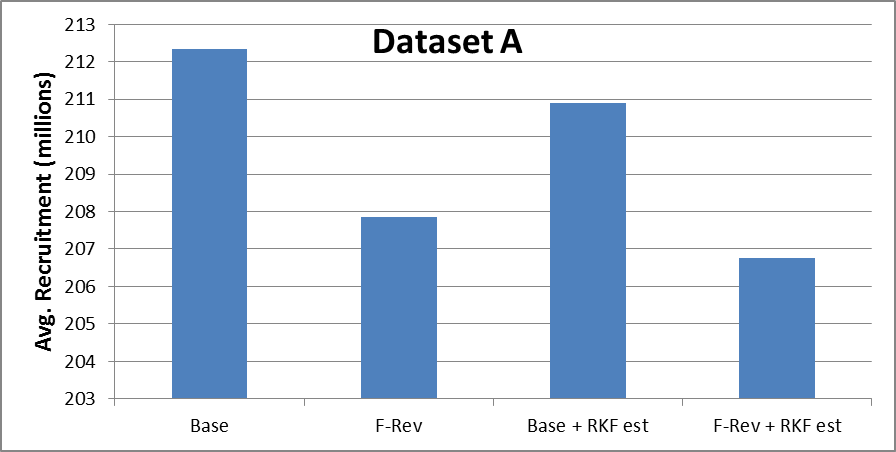 Dataset A
Avg. Recruitment (millions)
213
212
211
210
209
208
207
206
205
204
203
Base
F-Rev
Base + RKF est
F-Rev + RKF est